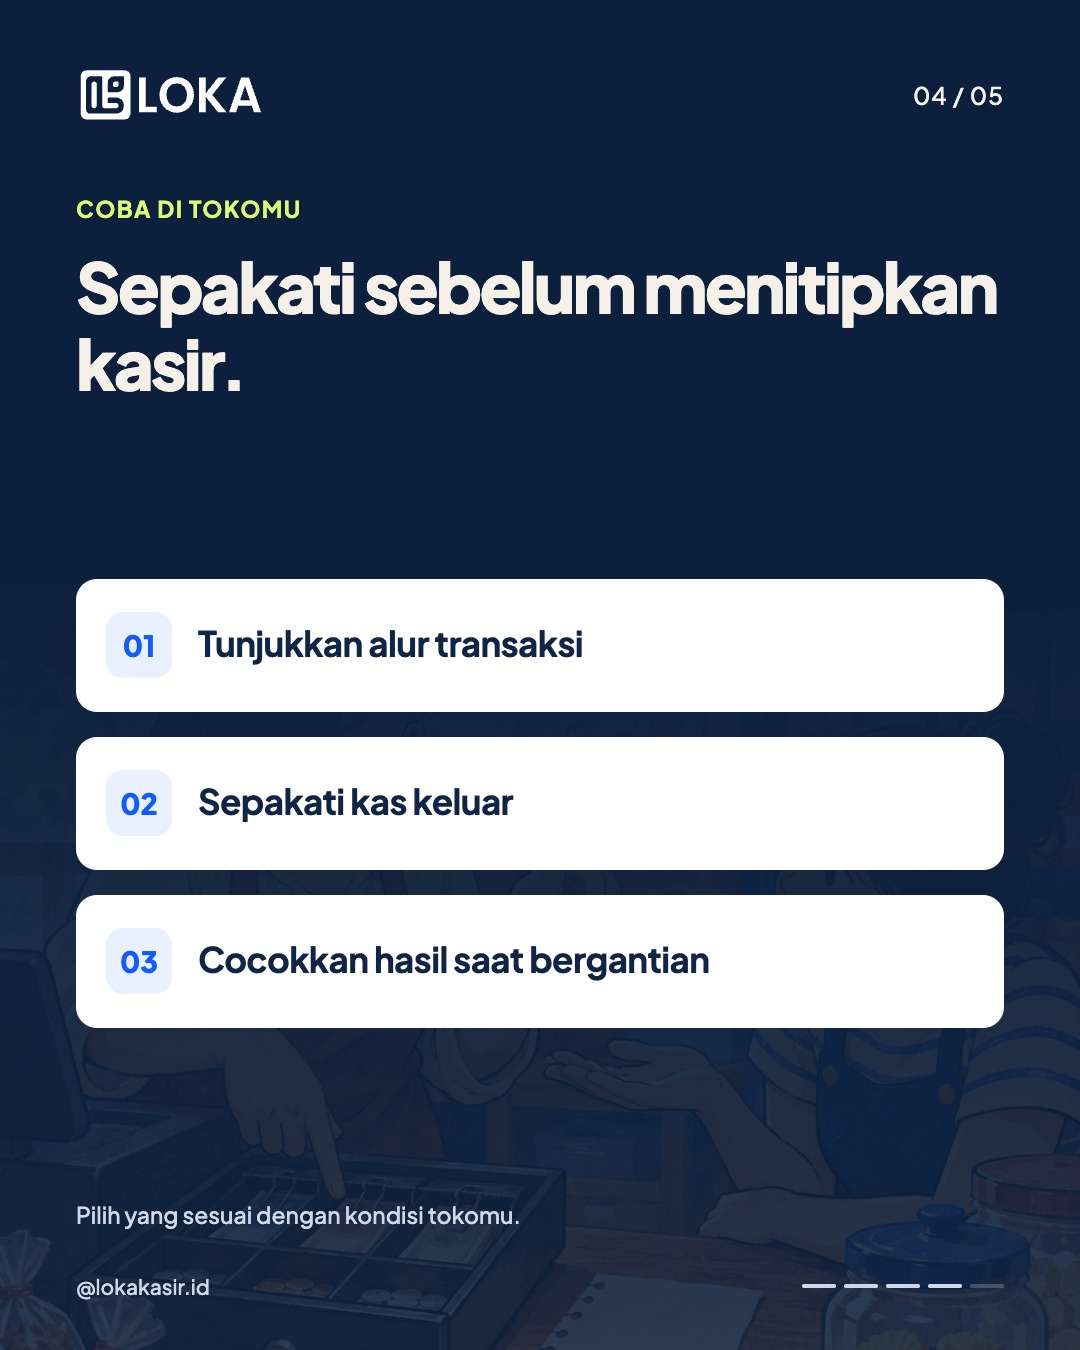 LOKA
04 / 05
COBA DI TOKOMU
Sepakati sebelum menitipkan
kasir.
01 Tunjukkan alur transaksi
02 Sepakati kas keluar
03 Cocokkan hasil saat bergantian
Pilih yang sesuai dengan kondisi tokomu.
@lokakasir.id